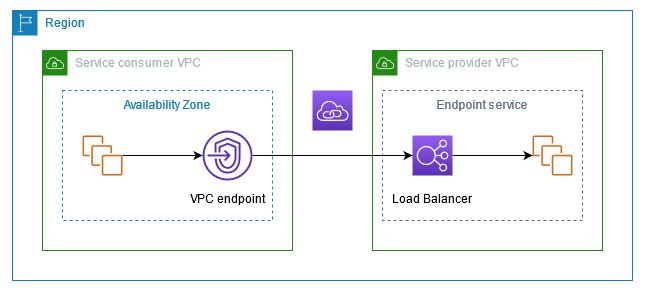 Region
Service consumer VPC
Service provider VPC
Availability Zone
Endpoint service
VPC endpoint
Load Balancer